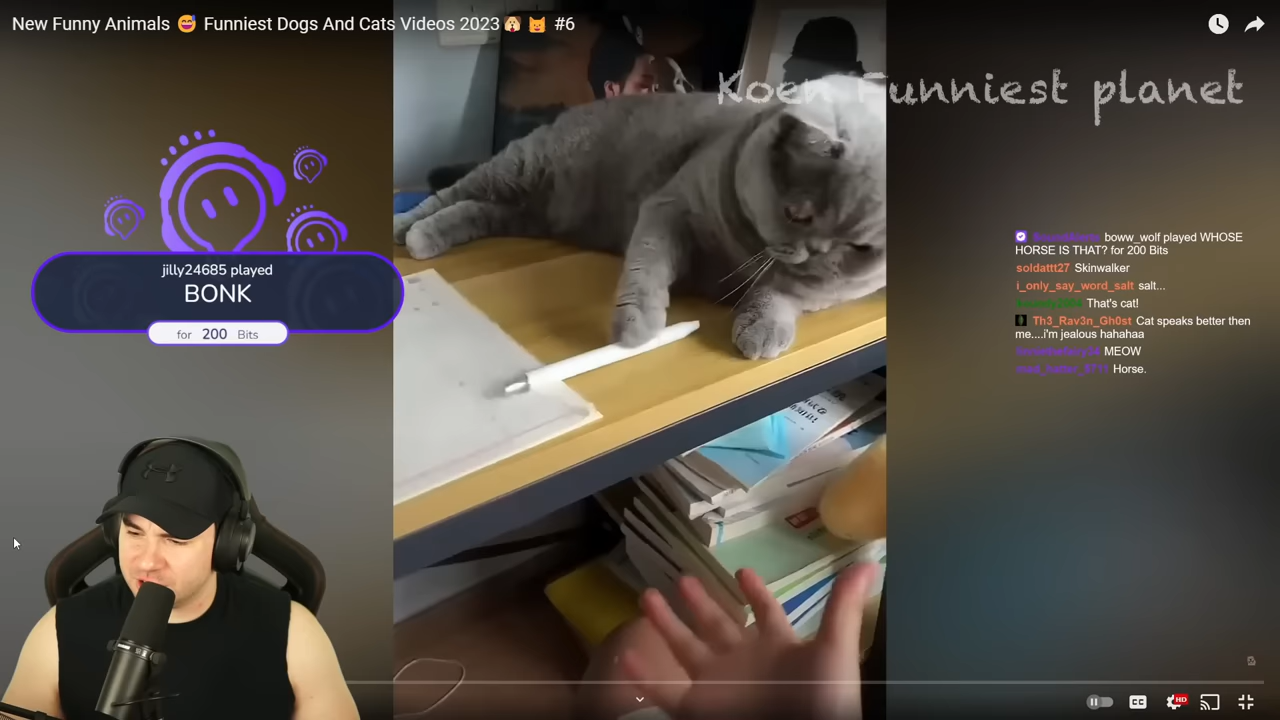 New Funny Animals 😅 Funniest Dogs And Cats Videos 2023🐶 😺 #6
Koen Funniest planet
jilly24685 played
BONK
for 200 Bits
boww_wolf played WHOSE
HORSE IS THAT? for 200 Bits
soldattt27 Skinwalker
i_only_say_word_salt salt...
That's cat!
Th3_Rav3n_Gh0st Cat speaks better then
me....i'm jealous hahahaa
MEOW
Horse.
CC
HD